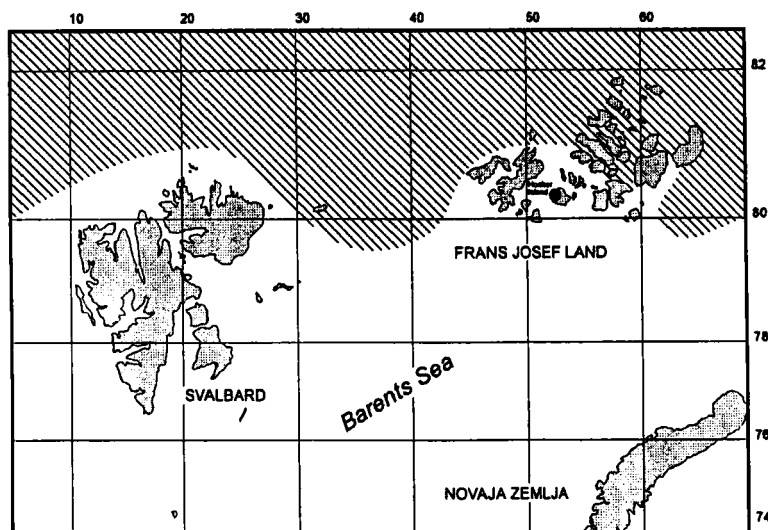 10 20 30 40 50 60
82
80
FRANS JOSEF LAND
78
SVALBARD
Barents Sea
76
NOVAJA ZEMLJA
74